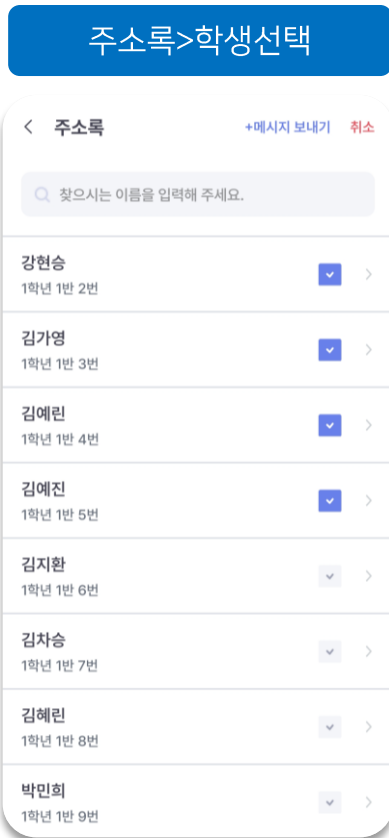 주소록>학생선택
주소록 +메시지 보내기 취소
찾으시는 이름을 입력해 주세요.
강현승
1학년 1반 2번
김가영
1학년 1반 3번
김예린
1학년 1반 4번
김예진
1학년 1반 5번
김지환
1학년 1반 6번
김차승
1학년 1반 7번
김혜린
1학년 1반 8번
박민희
1학년 1반 9번